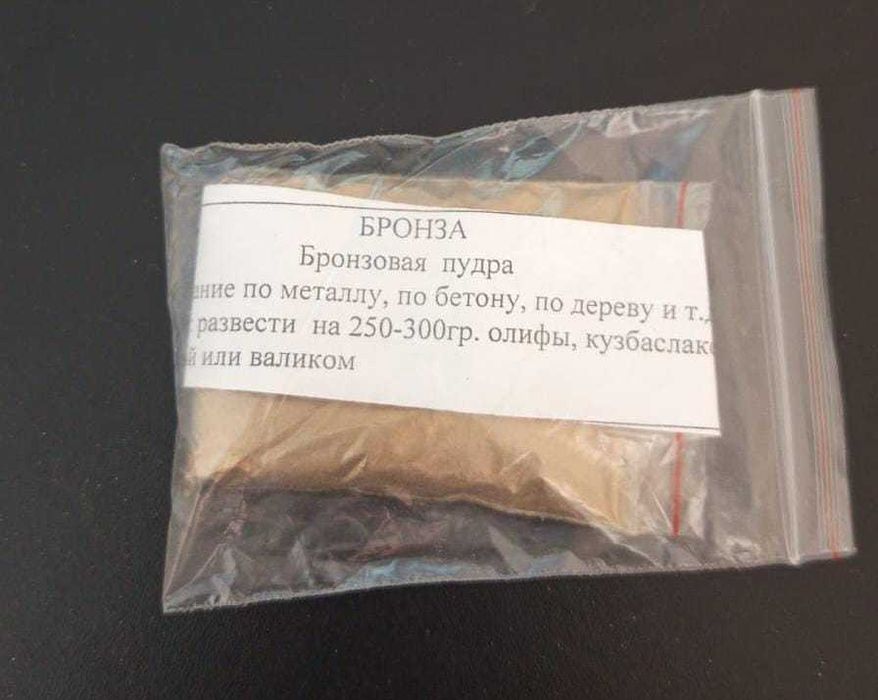 БРОНЗА
Бронзовая пудра
ние по металлу, по бетону, по дереву и т.
развести на 250-300гр. олифы, кузбаслак
й или валиком